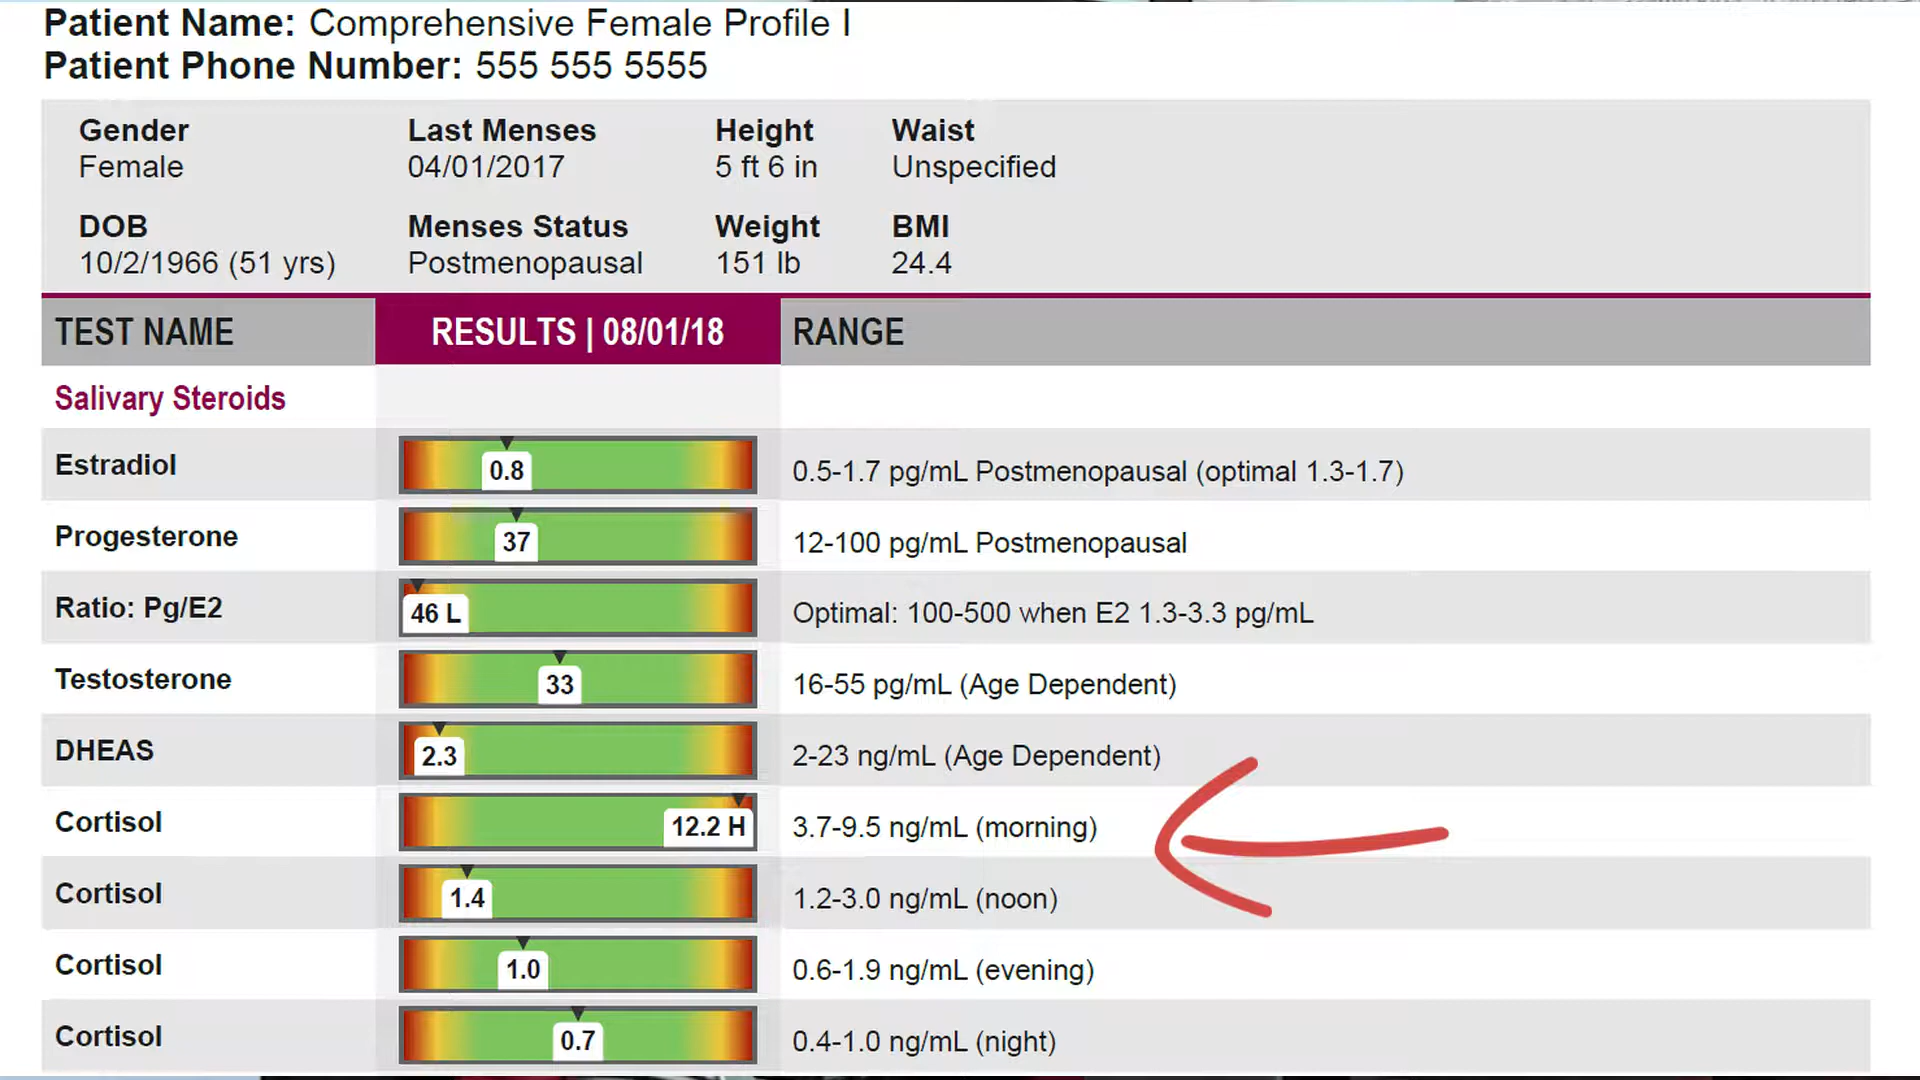 Patient Name: Comprehensive Female Profile I
Patient Phone Number: 555 555 5555
Gender Last Menses Height Waist
Female 04/01/2017 5 ft 6 in Unspecified
DOB Menses Status Weight BMI
10/2/1966 (51 yrs) Postmenopausal 151 lb 24.4
TEST NAME RESULTS | 08/01/18 RANGE
Salivary Steroids
Estradiol 0.8 0.5-1.7 pg/mL Postmenopausal (optimal 1.3-1.7)
Progesterone 37 12-100 pg/mL Postmenopausal
Ratio: Pg/E2 46 L Optimal: 100-500 when E2 1.3-3.3 pg/mL
Testosterone 33 16-55 pg/mL (Age Dependent)
DHEAS 2.3 2-23 ng/mL (Age Dependent)
Cortisol 12.2 H 3.7-9.5 ng/mL (morning)
Cortisol 1.4 1.2-3.0 ng/mL (noon)
Cortisol 1.0 0.6-1.9 ng/mL (evening)
Cortisol 0.7 0.4-1.0 ng/mL (night)